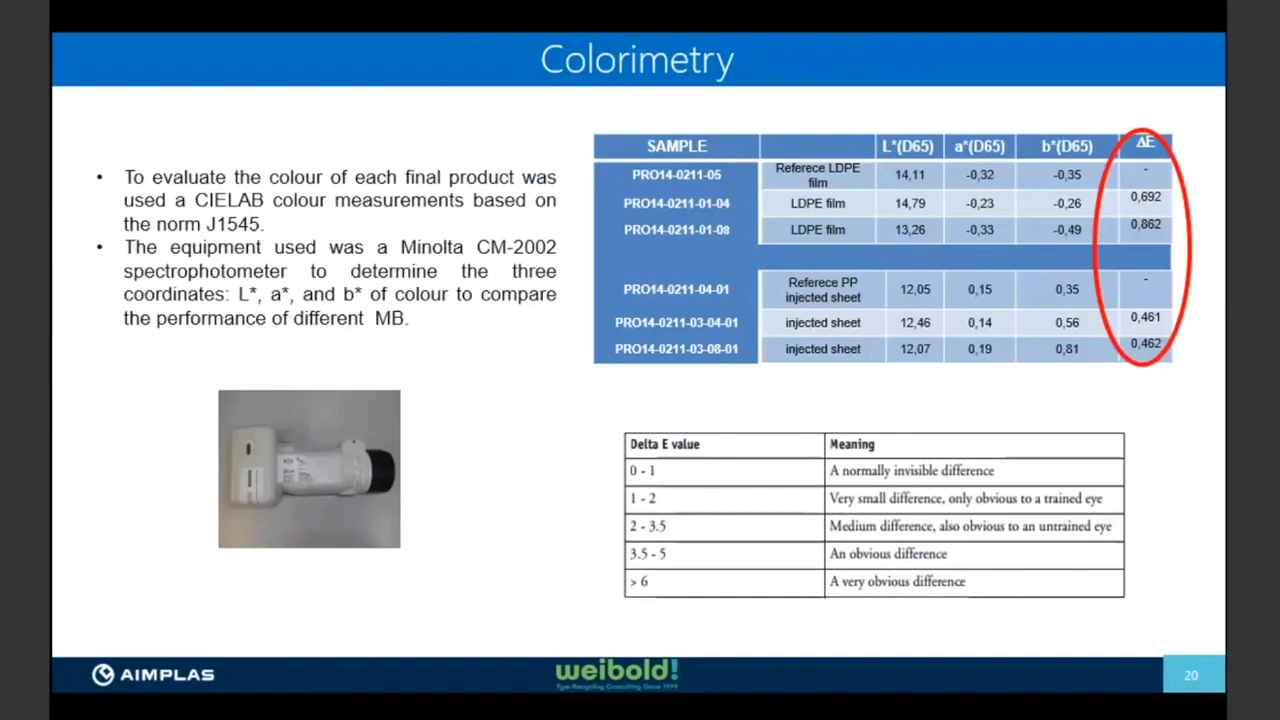 Colorimetry
• To evaluate the colour of each final product was
used a CIELAB colour measurements based on
the norm J1545.
• The equipment used was a Minolta CM-2002
spectrophotometer to determine the three
coordinates: L*, a*, and b* of colour to compare
the performance of different MB.
SAMPLE L*(D65) a*(D65) b*(D65) ΔE
PRO14-0211-05 Referece LDPE film 14,11 -0,32 -0,35 -
PRO14-0211-01-04 LDPE film 14,79 -0,23 -0,26 0,692
PRO14-0211-01-08 LDPE film 13,26 -0,33 -0,49 0,862
PRO14-0211-04-01 Referece PP injected sheet 12,05 0,15 0,35 -
PRO14-0211-03-04-01 injected sheet 12,46 0,14 0,56 0,461
PRO14-0211-03-08-01 injected sheet 12,07 0,19 0,81 0,462
Delta E value Meaning
0 - 1 A normally invisible difference
1 - 2 Very small difference, only obvious to a trained eye
2 - 3.5 Medium difference, also obvious to an untrained eye
3.5 - 5 An obvious difference
> 6 A very obvious difference
AIMPLAS
weibold!
Tyre Recycling Consulting Since 1999
20